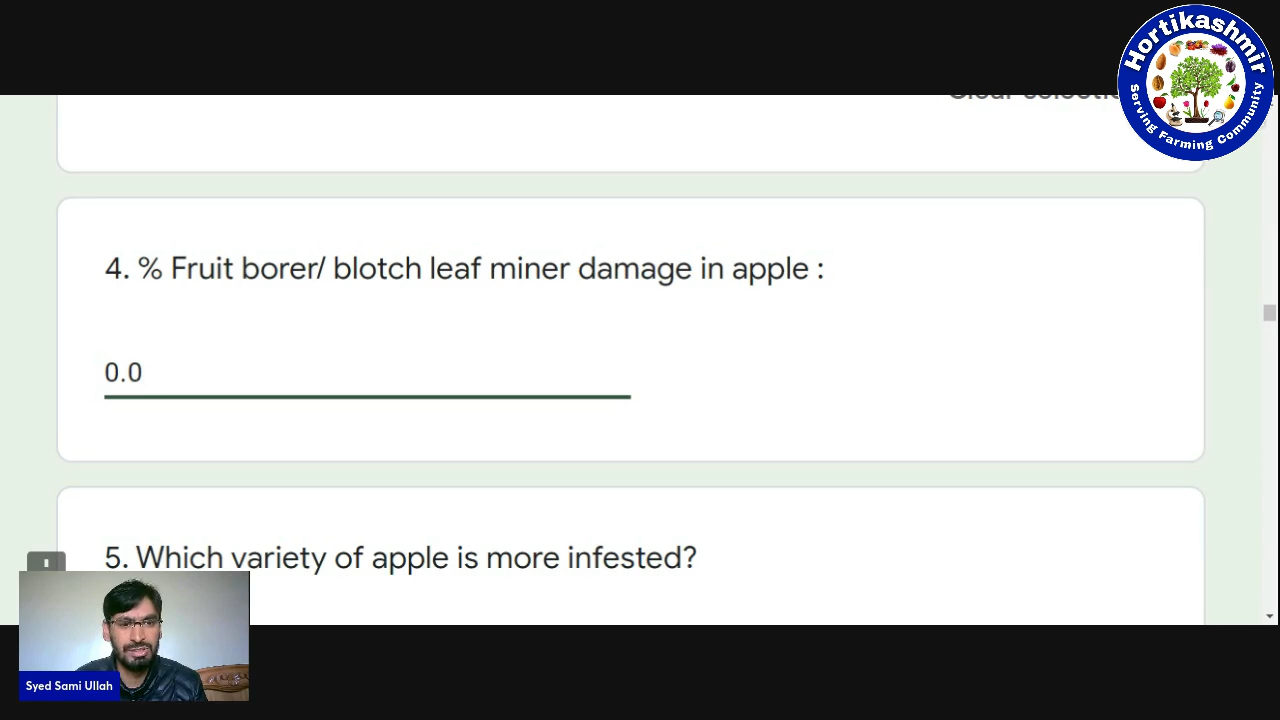 Hortikashmir
Serving Farming Community
4. % Fruit borer/ blotch leaf miner damage in apple :
0.0
5. Which variety of apple is more infested?
Syed Sami Ullah